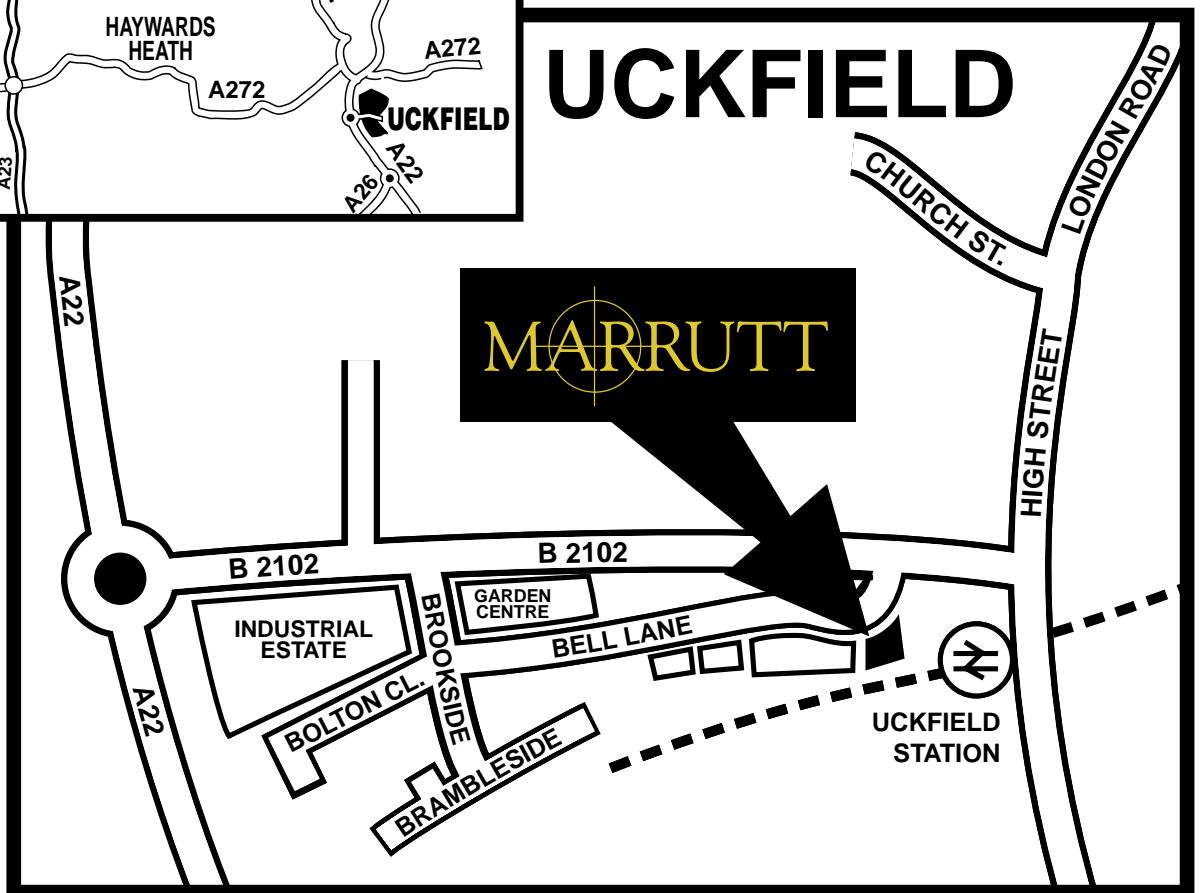 HAYWARDS
HEATH
A272
A272
UCKFIELD
A22
A26
A23
UCKFIELD
LONDON ROAD
CHURCH ST.
HIGH STREET
A22
MARRUTT
B 2102
B 2102
GARDEN
CENTRE
INDUSTRIAL
ESTATE
BROOKSIDE
BELL LANE
BOLTON CL.
A22
BRAMBLESIDE
UCKFIELD
STATION